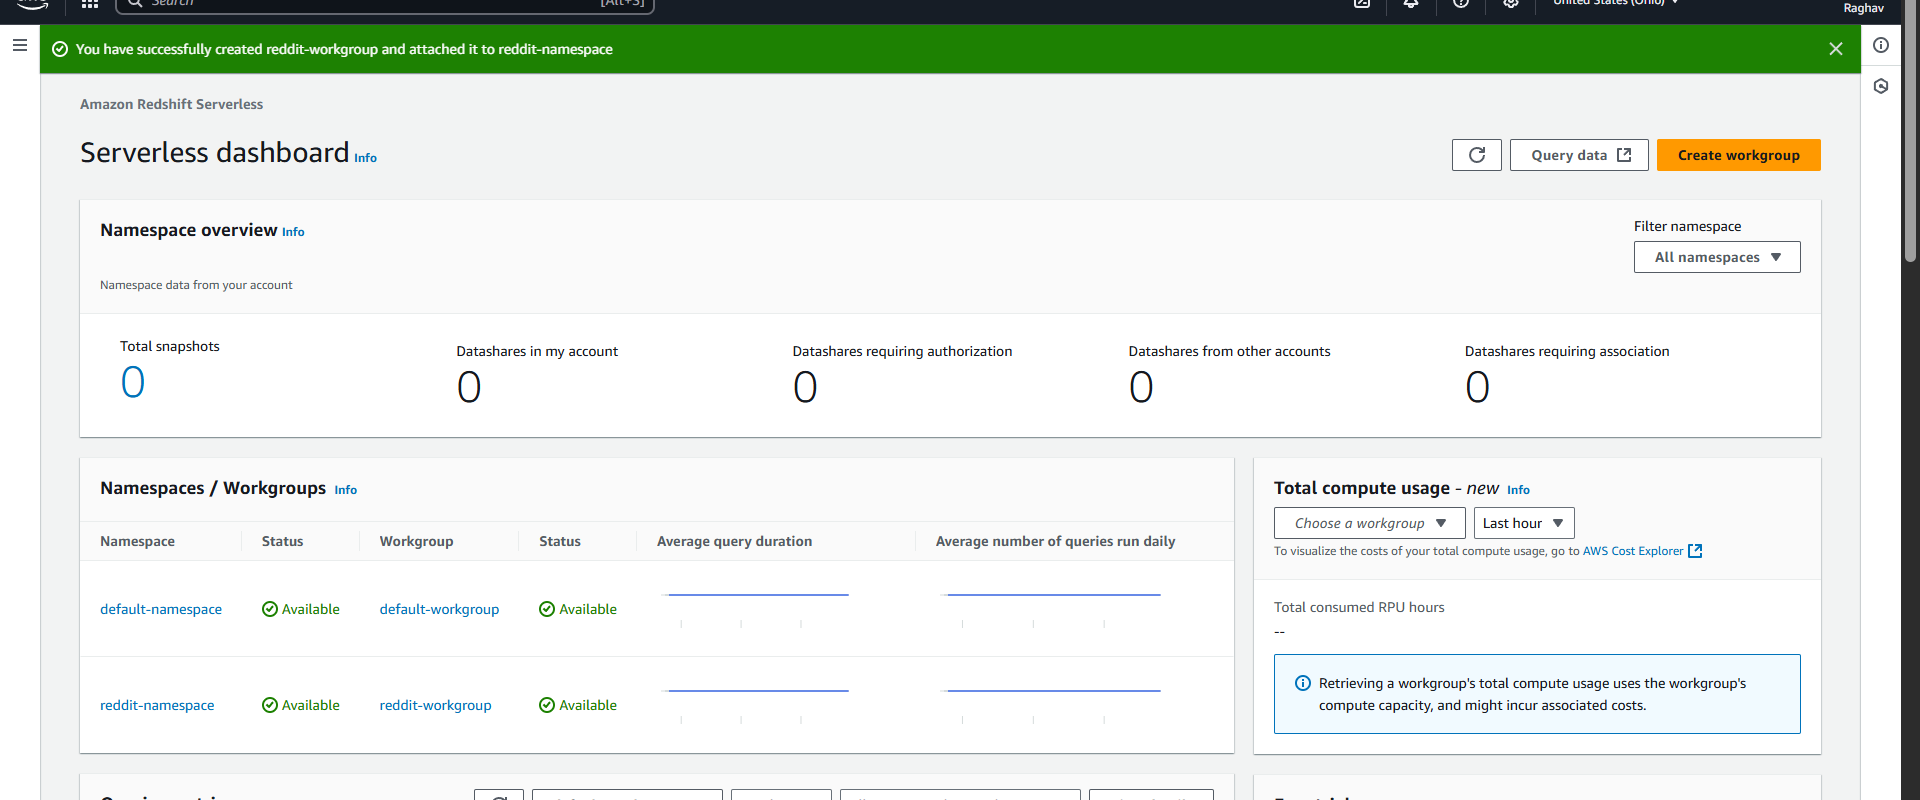 Search
[Alt+S]
United States (Ohio)
Raghav
You have successfully created reddit-workgroup and attached it to reddit-namespace
Amazon Redshift Serverless
Serverless dashboard Info
Query data
Create workgroup
Namespace overview Info
Filter namespace
All namespaces
Namespace data from your account
Total snapshots
0
Datashares in my account
0
Datashares requiring authorization
0
Datashares from other accounts
0
Datashares requiring association
0
Namespaces / Workgroups Info
Namespace Status Workgroup Status Average query duration Average number of queries run daily
default-namespace Available default-workgroup Available
reddit-namespace Available reddit-workgroup Available
Total compute usage - new Info
Choose a workgroup
Last hour
To visualize the costs of your total compute usage, go to AWS Cost Explorer
Total consumed RPU hours
--
Retrieving a workgroup's total compute usage uses the workgroup's
compute capacity, and might incur associated costs.